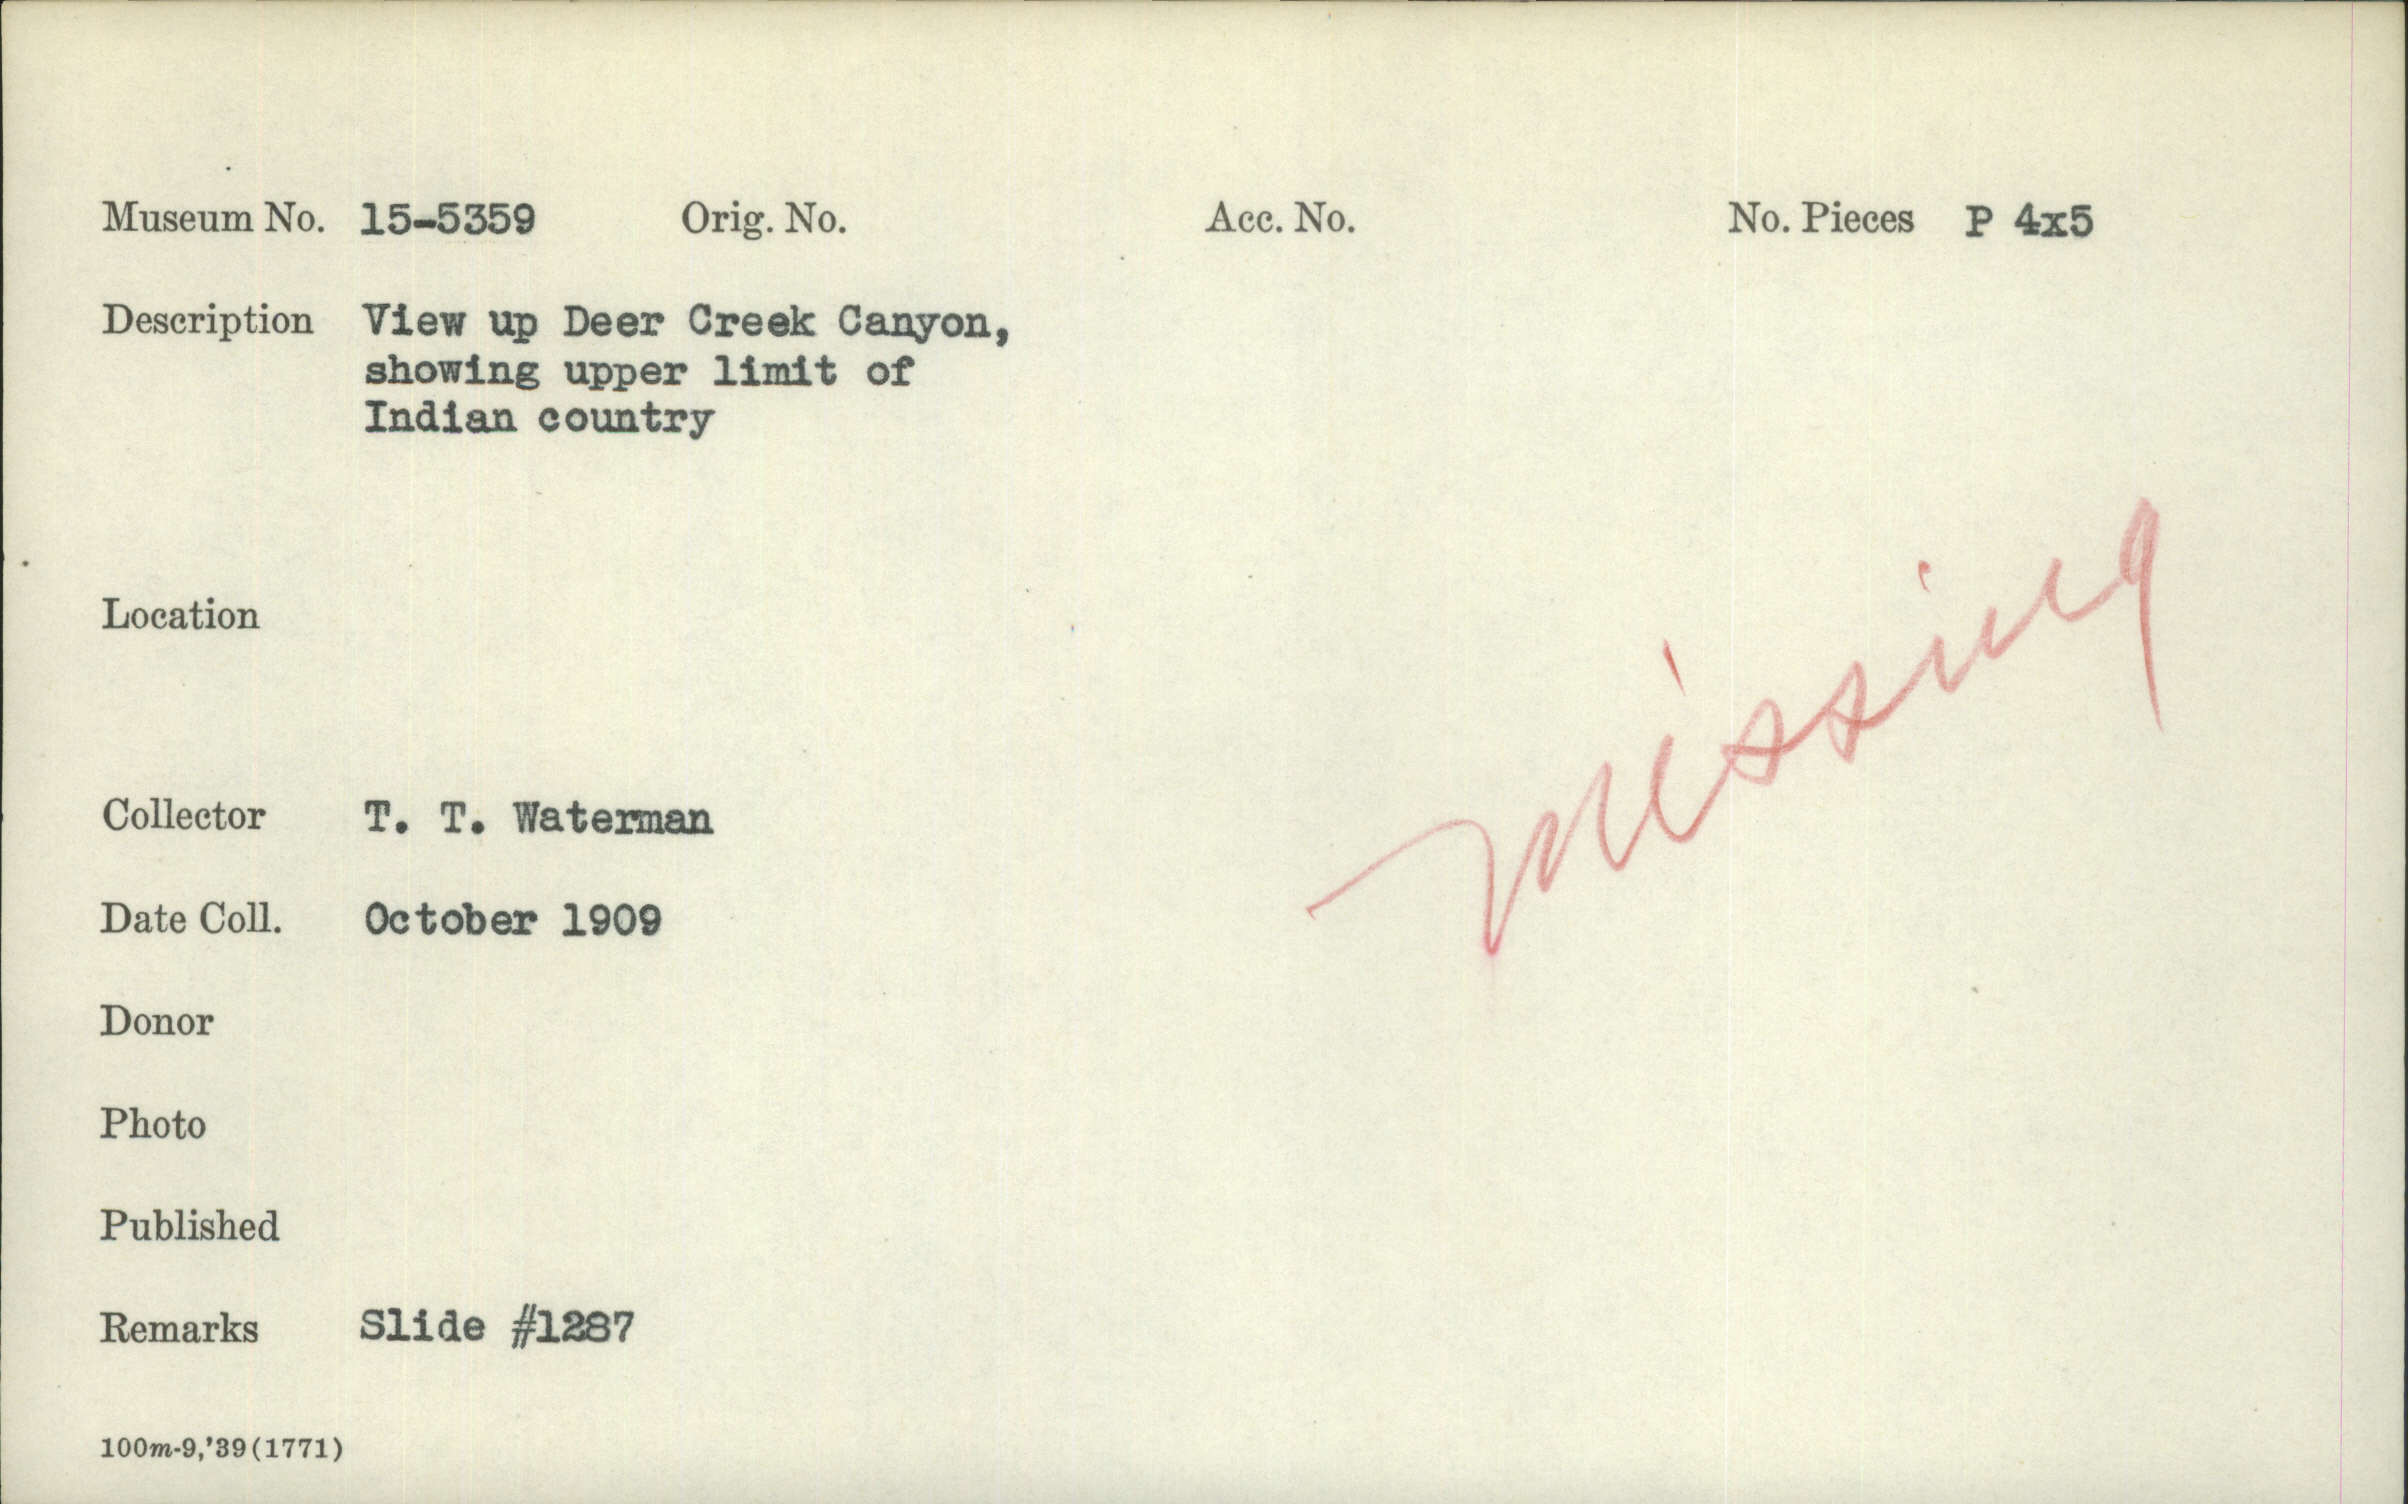 Museum No. 15-5359 Orig. No. Acc. No. No. Pieces P 4x5
Description View up Deer Creek Canyon,
showing upper limit of
Indian country
Location
missing
Collector T. T. Waterman
Date Coll. October 1909
Donor
Photo
Published
Remarks Slide #1287
100m-9,'39(1771)